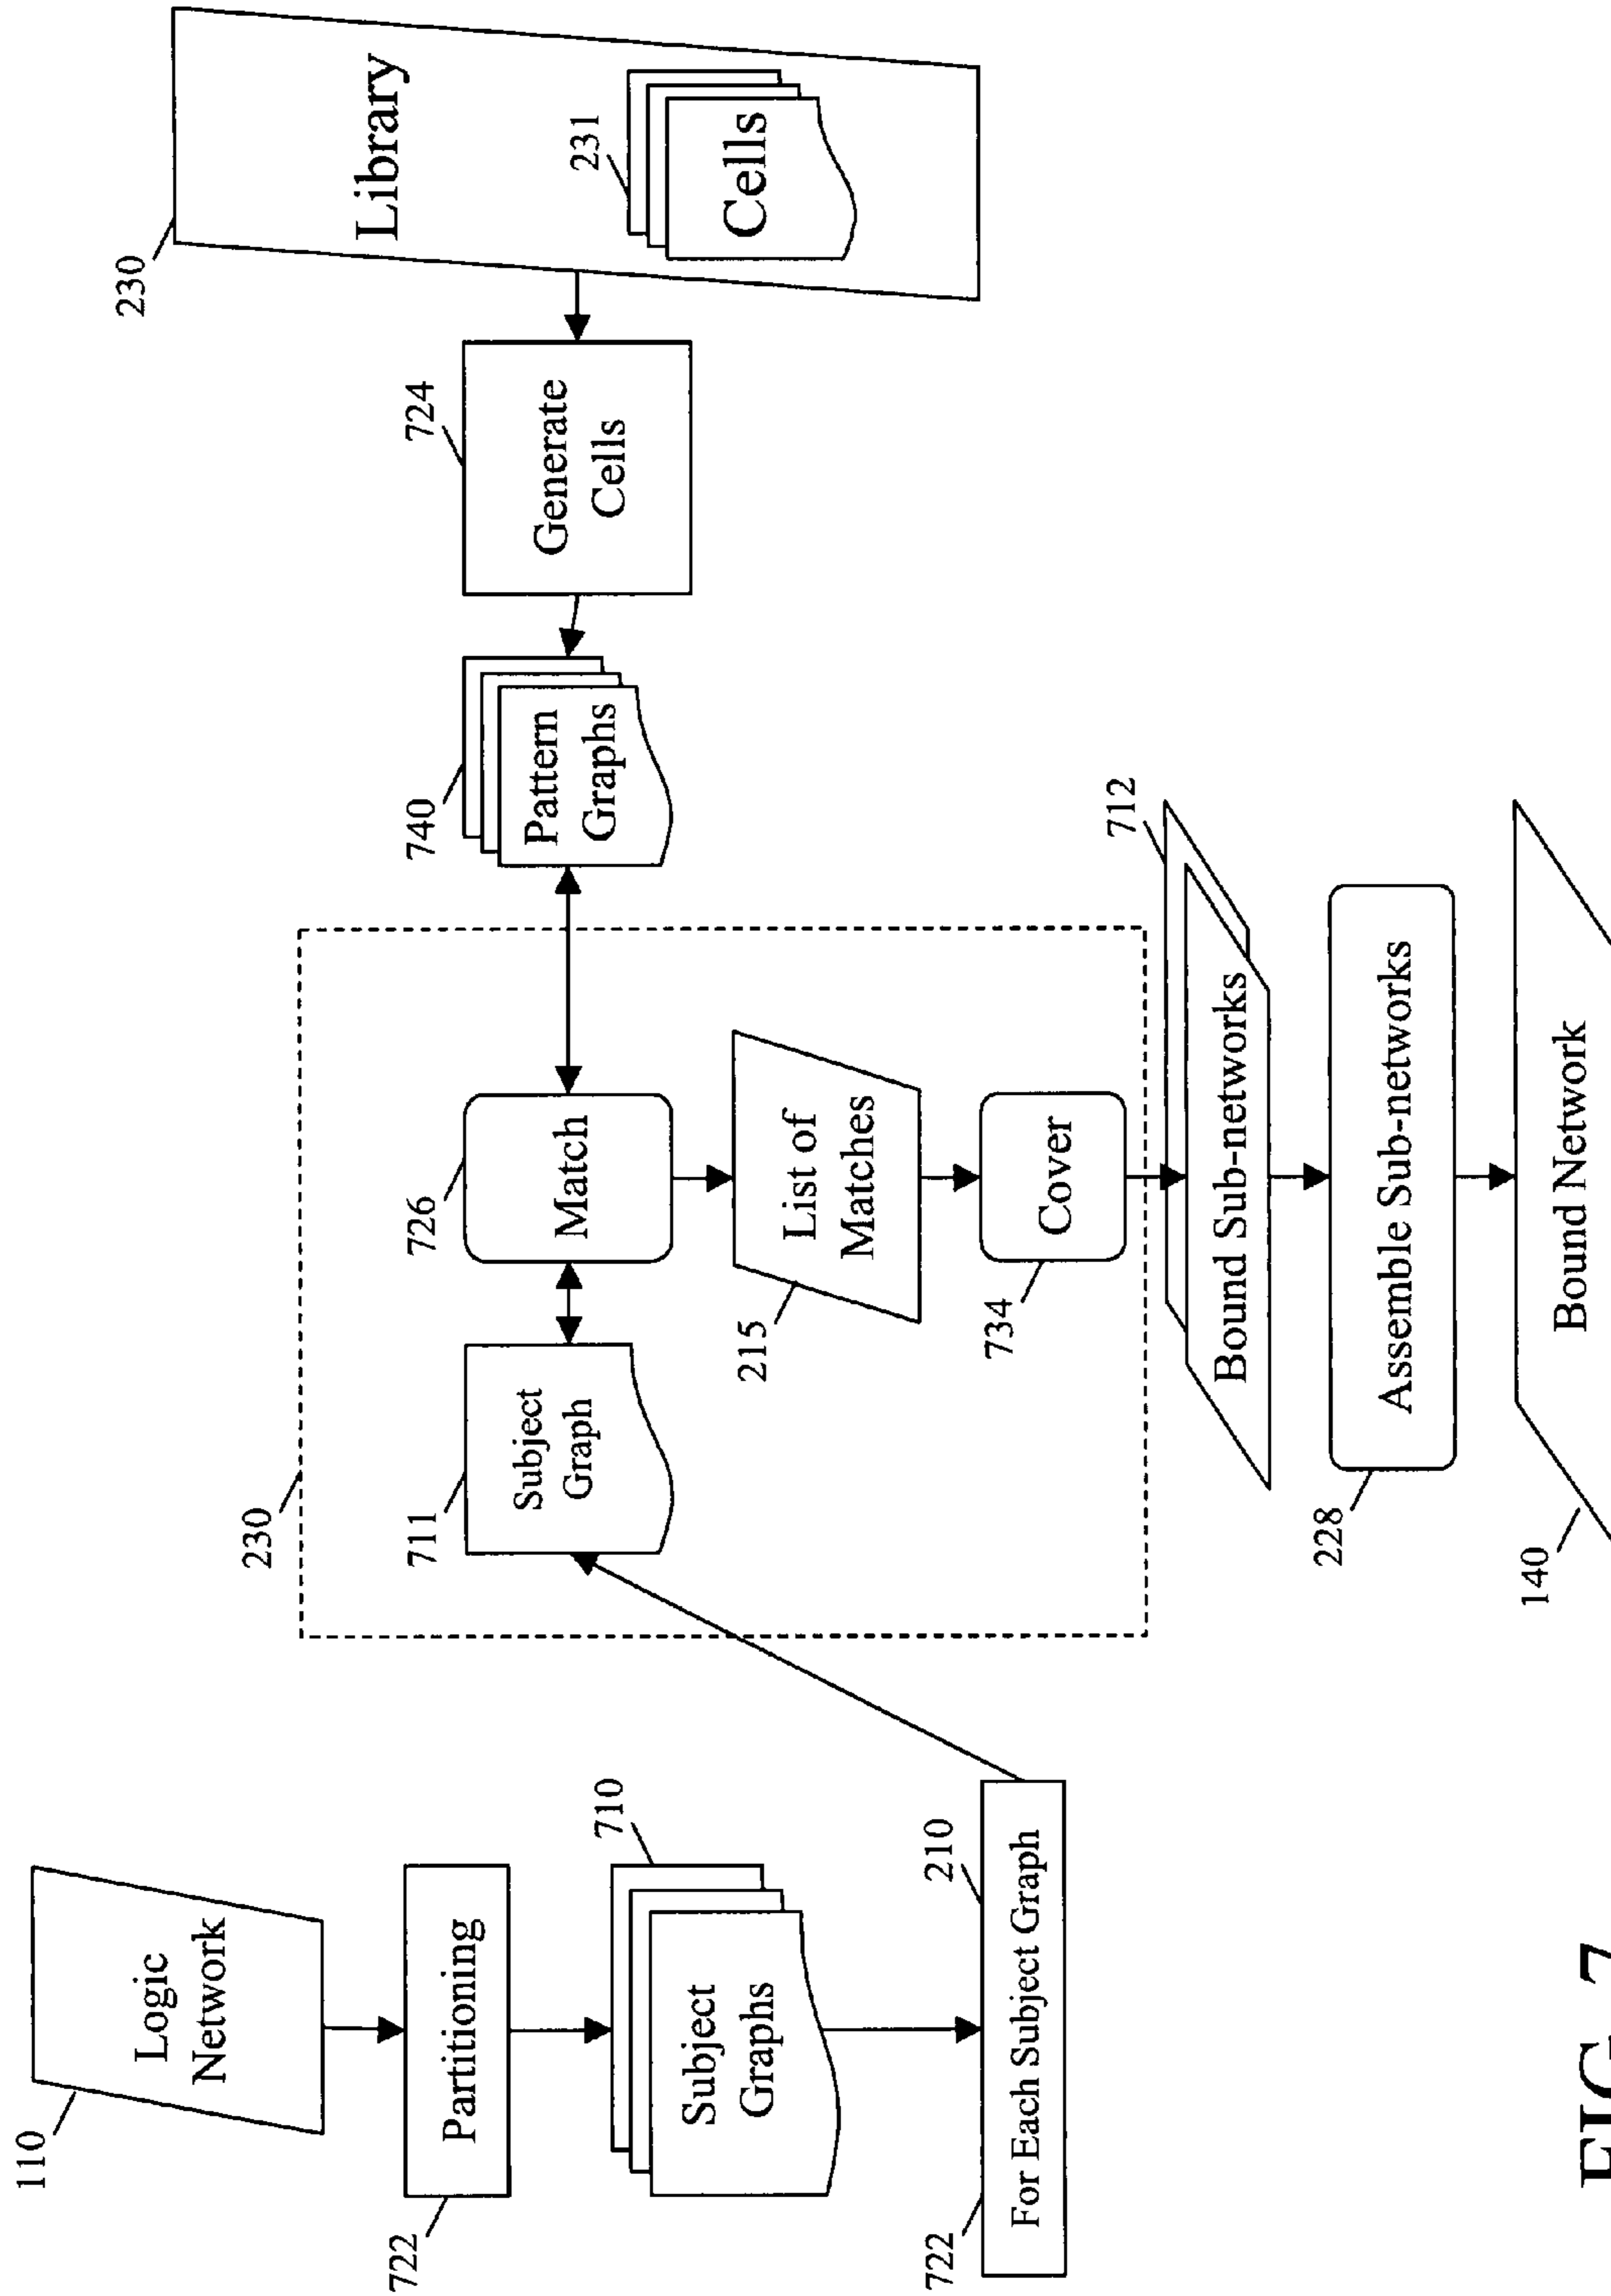 110
Logic
Network
722
Partitioning
710
Subject
Graphs
722
210
For Each Subject Graph
230
711
Subject
Graph
726
Match
215
List of
Matches
734
Cover
740
Pattern
Graphs
724
Generate
Cells
230
Library
231
Cells
712
Bound Sub-networks
228
Assemble Sub-networks
140
Bound Network
FIG. 7